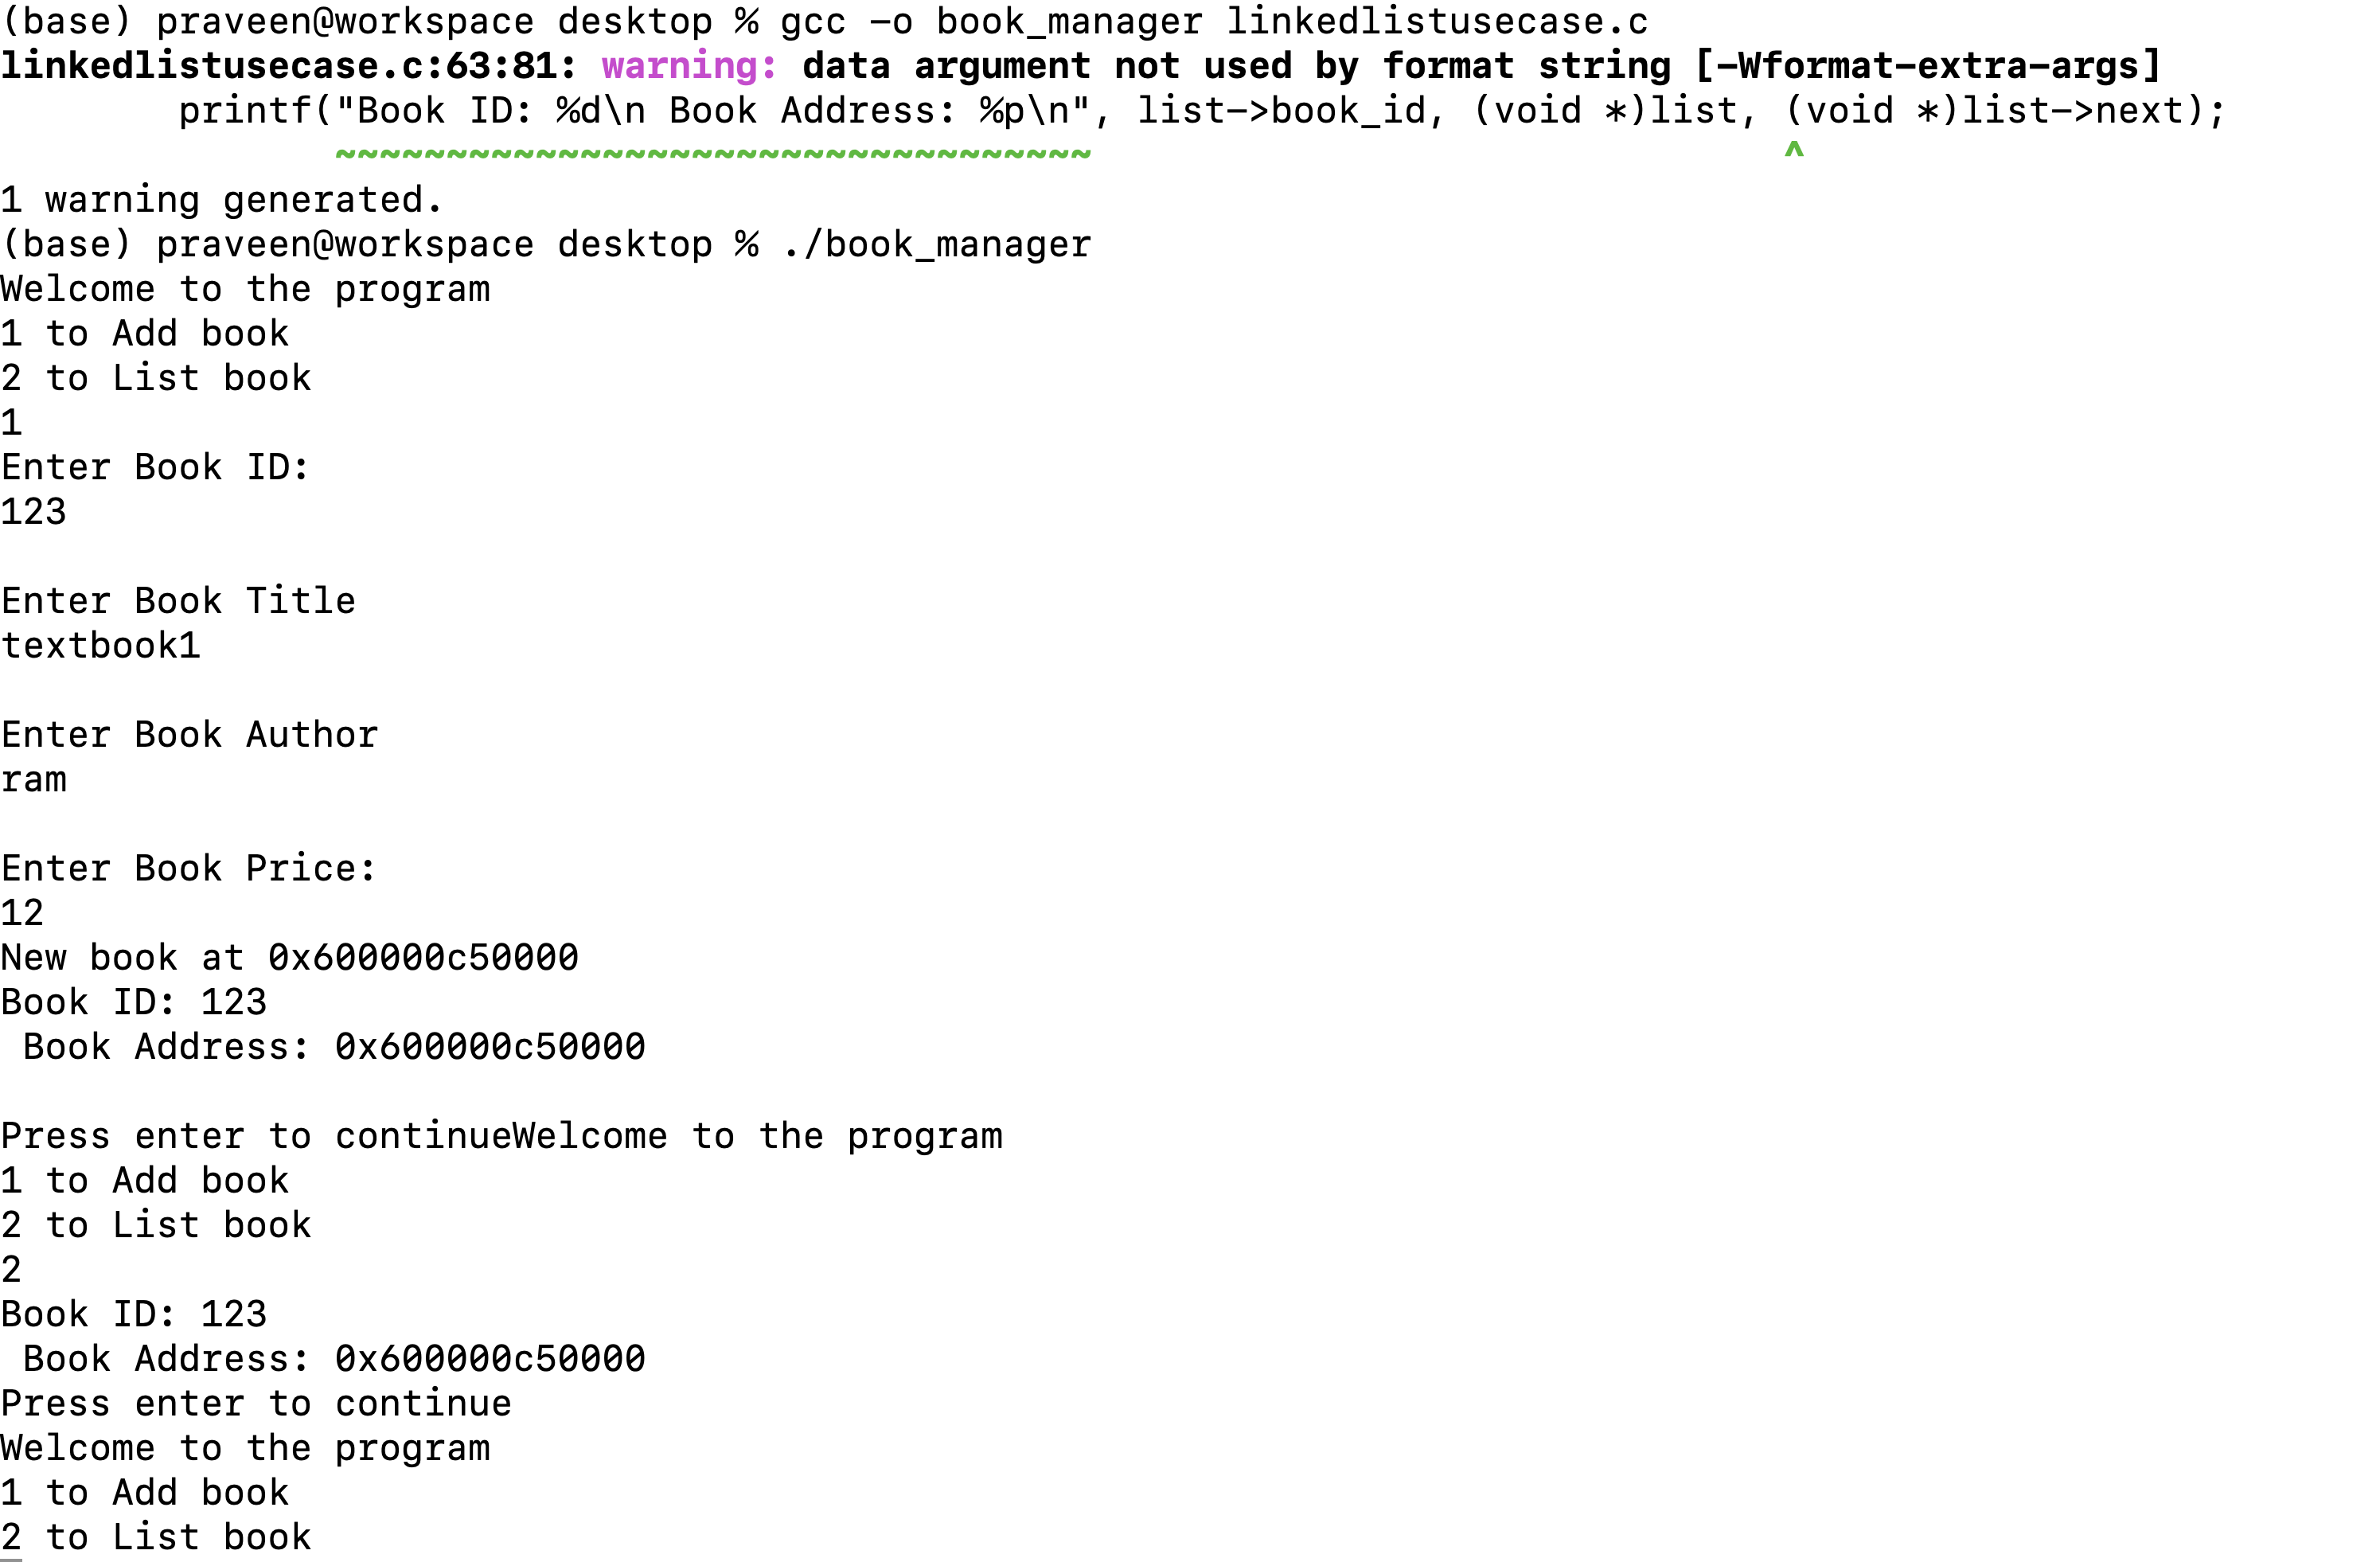 (base) praveen@workspace desktop % gcc -o book_manager linkedlistusecase.c
linkedlistusecase.c:63:81: warning: data argument not used by format string [-Wformat-extra-args]
        printf("Book ID: %d\n Book Address: %p\n", list->book_id, (void *)list, (void *)list->next);
               ~~~~~~~~~~~~~~~~~~~~~~~~~~~~~~~~~~                               ^
1 warning generated.
(base) praveen@workspace desktop % ./book_manager
Welcome to the program
1 to Add book
2 to List book
1
Enter Book ID:
123

Enter Book Title
textbook1

Enter Book Author
ram

Enter Book Price:
12
New book at 0x600000c50000
Book ID: 123
 Book Address: 0x600000c50000

Press enter to continueWelcome to the program
1 to Add book
2 to List book
2
Book ID: 123
 Book Address: 0x600000c50000
Press enter to continue
Welcome to the program
1 to Add book
2 to List book